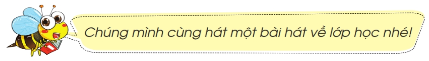 Chúng mình cùng hát một bài hát về lớp học nhé!